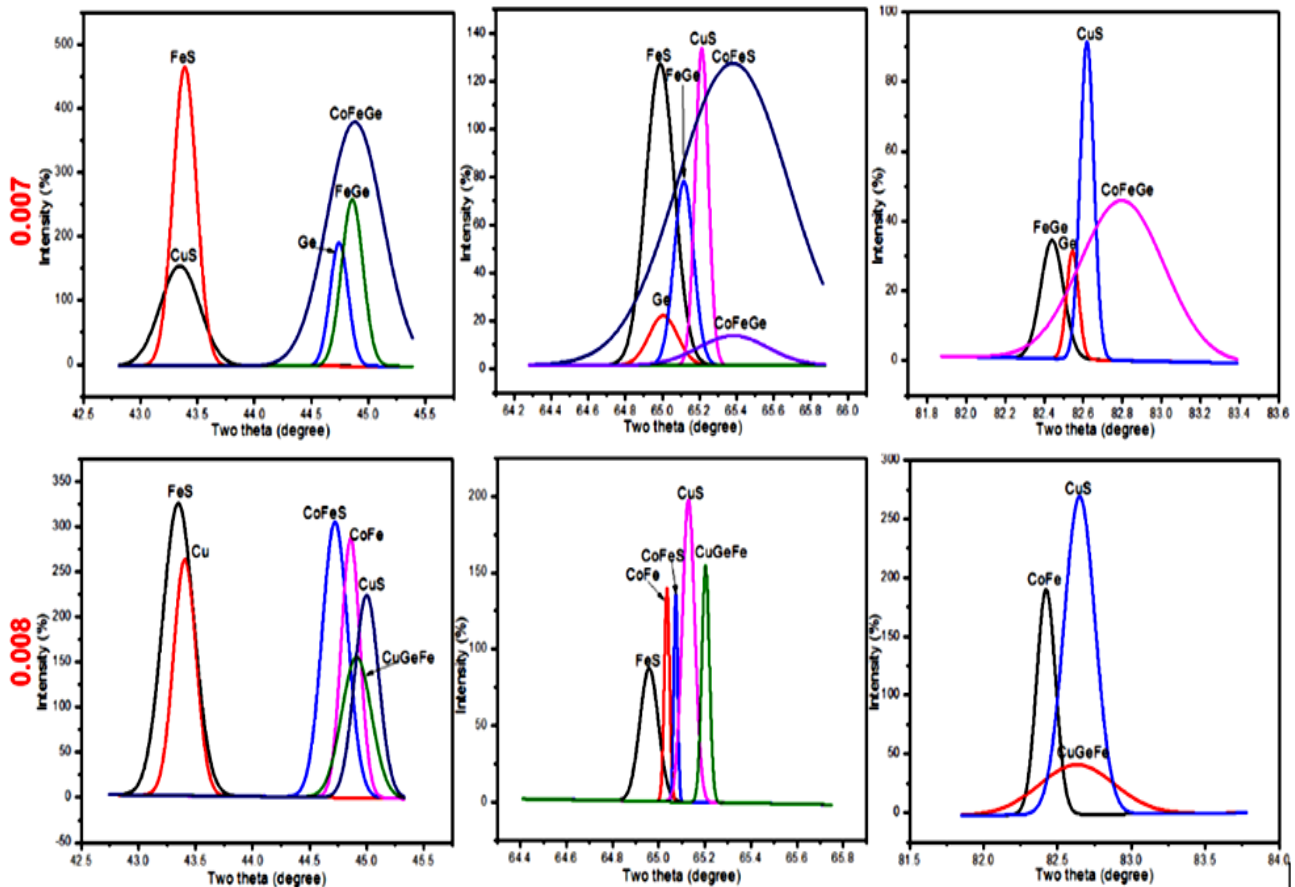 0.007
Intensity (%)
500
400
300
200
100
0
FeS
CoFeGe
FeGe
Ge
CuS
42.5 43.0 43.5 44.0 44.5 45.0 45.5
Two theta (degree)
Intensity (%)
140
120
100
80
60
40
20
0
FeS
FeGe
CuS
CoFeS
Ge
CoFeGe
64.2 64.4 64.6 64.8 65.0 65.2 65.4 65.6 65.8 66.0
Two theta (degree)
Intensity (%)
100
80
60
40
20
0
CuS
CoFeGe
FeGe
Ge
81.8 82.0 82.2 82.4 82.6 82.8 83.0 83.2 83.4 83.6
Two theta (degree)
0.008
Intensity (%)
350
300
250
200
150
100
50
0
-50
FeS
Cu
CoFeS
CoFe
CuS
CuGeFe
42.5 43.0 43.5 44.0 44.5 45.0 45.5
Two theta (degree)
Intensity (%)
200
150
100
50
0
CuS
CoFeS
CoFe
CuGeFe
FeS
64.4 64.6 64.8 65.0 65.2 65.4 65.6 65.8
Two theta (degree)
Intensity (%)
300
250
200
150
100
50
0
CuS
CoFe
CuGeFe
81.5 82.0 82.5 83.0 83.5 84.0
Two theta (degree)